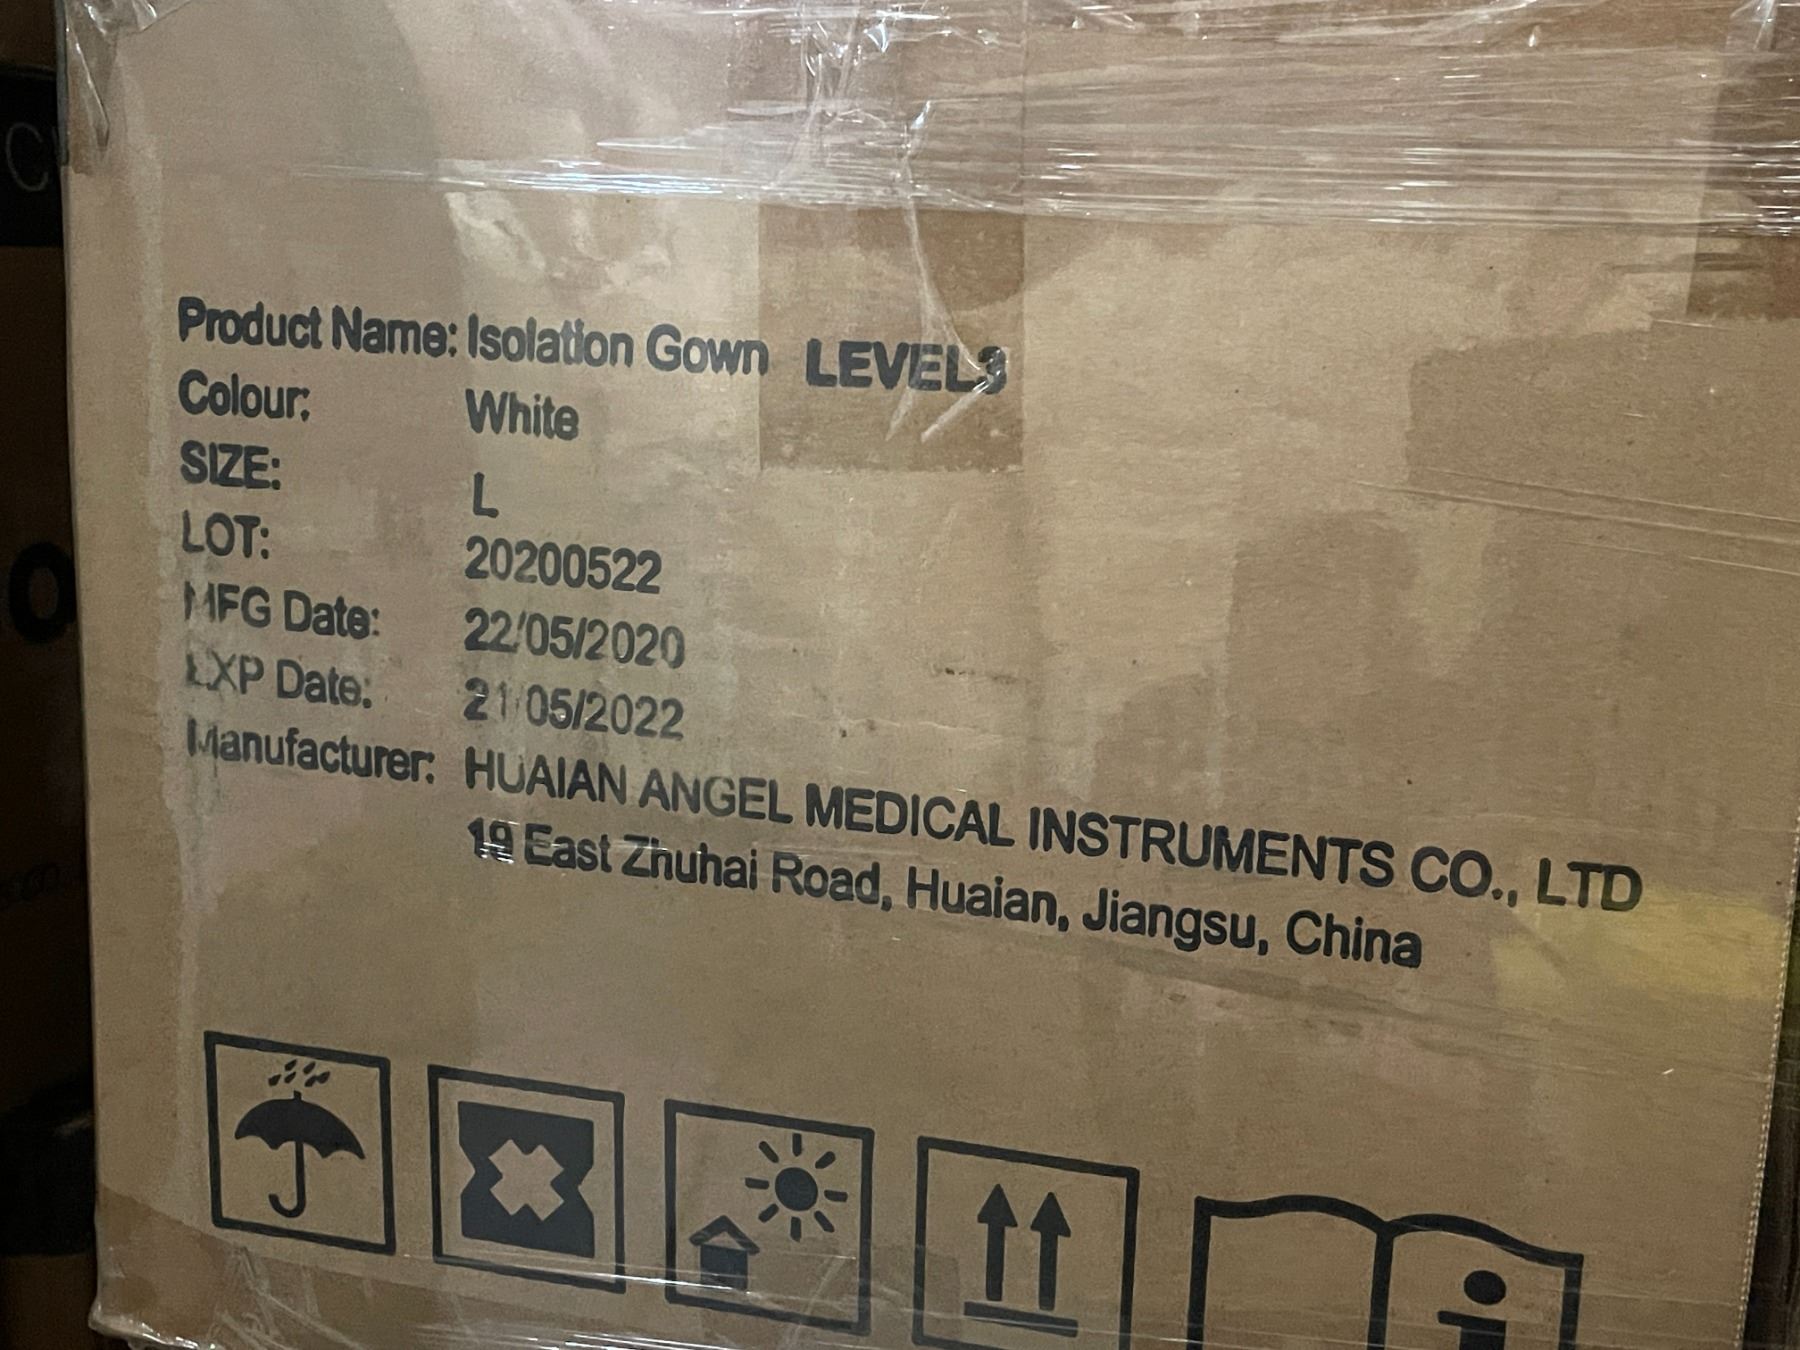 Product Name: Isolation Gown LEVEL3
Colour: White
SIZE: L
LOT: 20200522
MFG Date: 22/05/2020
EXP Date: 21/05/2022
Manufacturer: HUAIAN ANGEL MEDICAL INSTRUMENTS CO., LTD
19 East Zhuhai Road, Huaian, Jiangsu, China